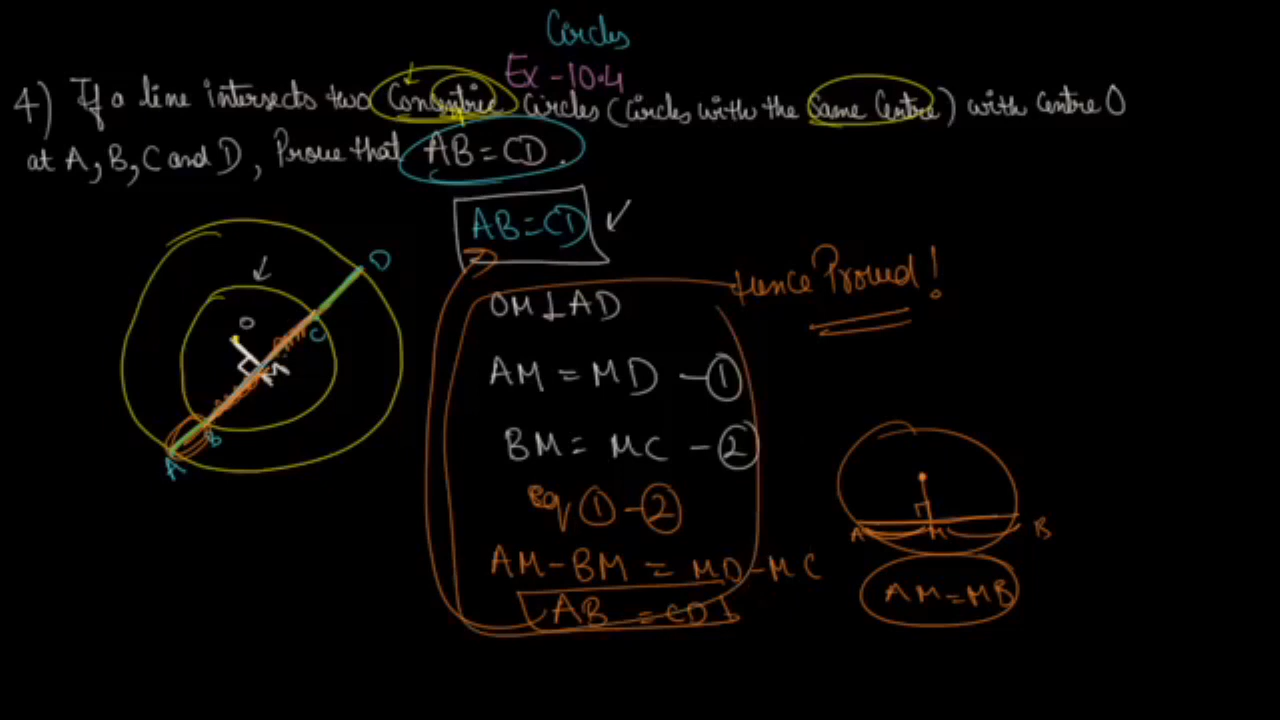 Circles
Ex - 10.4
4) If a line intersects two Concentric Circles (Circles with the Same Centre) with Centre O
at A, B, C and D, Prove that AB = CD.
AB = CD
Hence Proved!
OM ⊥ AD
AM = MD - ①
BM = MC - ②
eq ① - ②
AM - BM = MD - MC
AB = CD
D
O
C
M
B
A
A M B
AM = MB